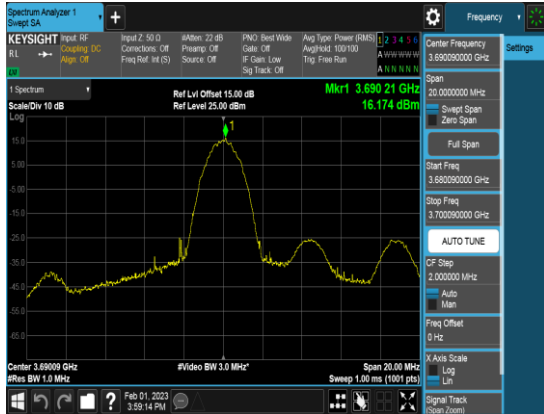 Spectrum Analyzer 1
Swept SA
Frequency
KEYSIGHT
RL
Input: RF
Coupling: DC
Align: Off
Input Z: 50 Ω
Corrections: Off
Freq Ref: Int (S)
#Atten: 22 dB
Preamp: Off
Source: Off
PNO: Best Wide
Gate: Off
IF Gain: Low
Sig Track: Off
Avg Type: Power (RMS)
Avg|Hold: 100/100
Trig: Free Run
1 2 3 4 5 6
A W W W W W
A N N N N N
1 Spectrum
Scale/Div 10 dB
Log
Ref Lvl Offset 15.00 dB
Ref Level 25.00 dBm
Mkr1 3.690 21 GHz
16.174 dBm
1
15.0
5.00
-5.00
-15.0
-25.0
-35.0
-45.0
-55.0
-65.0
Center 3.69009 GHz
#Res BW 1.0 MHz
#Video BW 3.0 MHz*
Span 20.00 MHz
Sweep 1.00 ms (1001 pts)
Feb 01, 2023
3:59:14 PM
Center Frequency
3.690090000 GHz
Settings
Span
20.0000000 MHz
Swept Span
Zero Span
Full Span
Start Freq
3.680090000 GHz
Stop Freq
3.700090000 GHz
AUTO TUNE
CF Step
2.000000 MHz
Auto
Man
Freq Offset
0 Hz
X Axis Scale
Log
Lin
Signal Track
(Span Zoom)